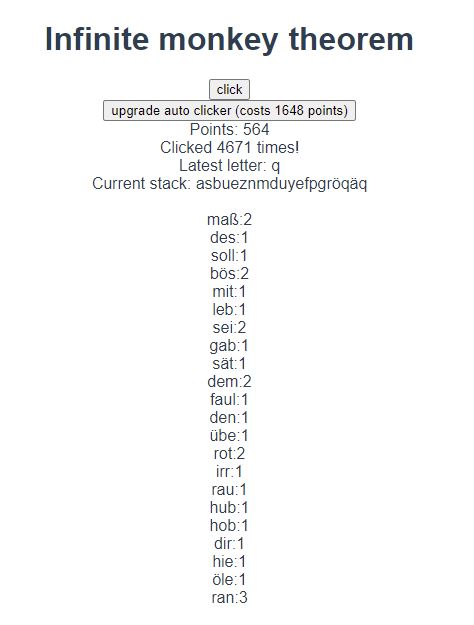 Infinite monkey theorem
click
upgrade auto clicker (costs 1648 points)
Points: 564
Clicked 4671 times!
Latest letter: q
Current stack: asbueznmduyefpgröqäq
maß:2
des:1
soll:1
bös:2
mit:1
leb:1
sei:2
gab:1
sät:1
dem:2
faul:1
den:1
übe:1
rot:2
irr:1
rau:1
hub:1
hob:1
dir:1
hie:1
öle:1
ran:3